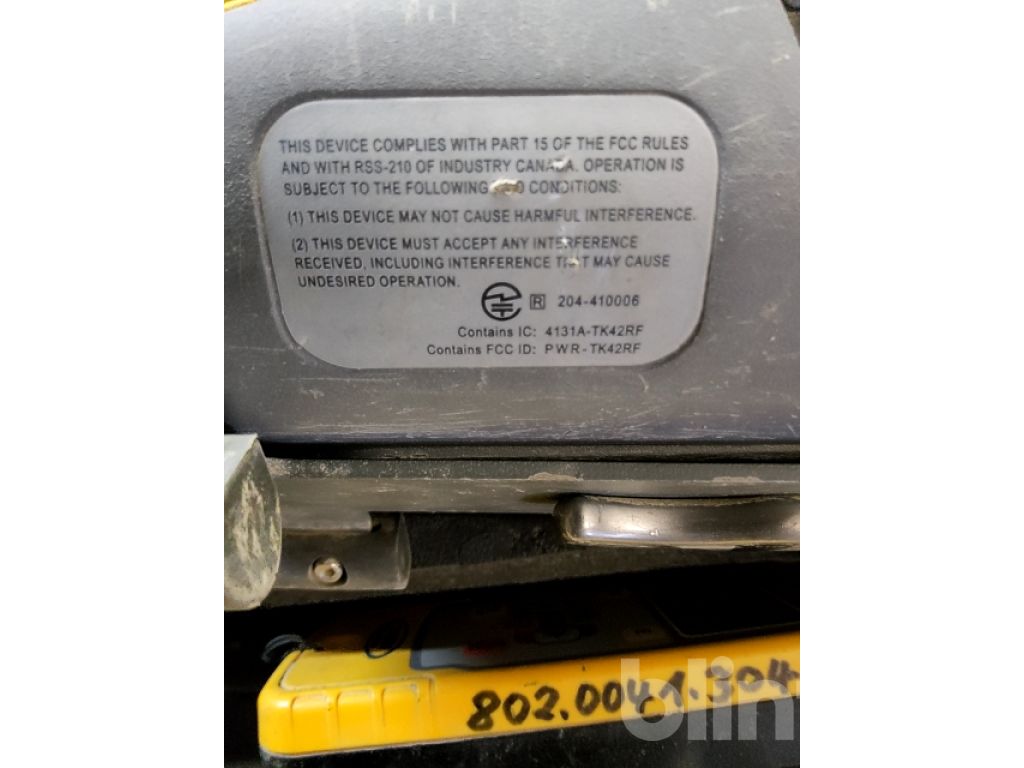 THIS DEVICE COMPLIES WITH PART 15 OF THE FCC RULES
AND WITH RSS-210 OF INDUSTRY CANADA. OPERATION IS
SUBJECT TO THE FOLLOWING CONDITIONS:
(1) THIS DEVICE MAY NOT CAUSE HARMFUL INTERFERENCE.
(2) THIS DEVICE MUST ACCEPT ANY INTERFERENCE
RECEIVED, INCLUDING INTERFERENCE THAT MAY CAUSE
UNDESIRED OPERATION.
R 204-410006
Contains IC: 4131A-TK42RF
Contains FCC ID: PWR-TK42RF
802.0041.304
blin